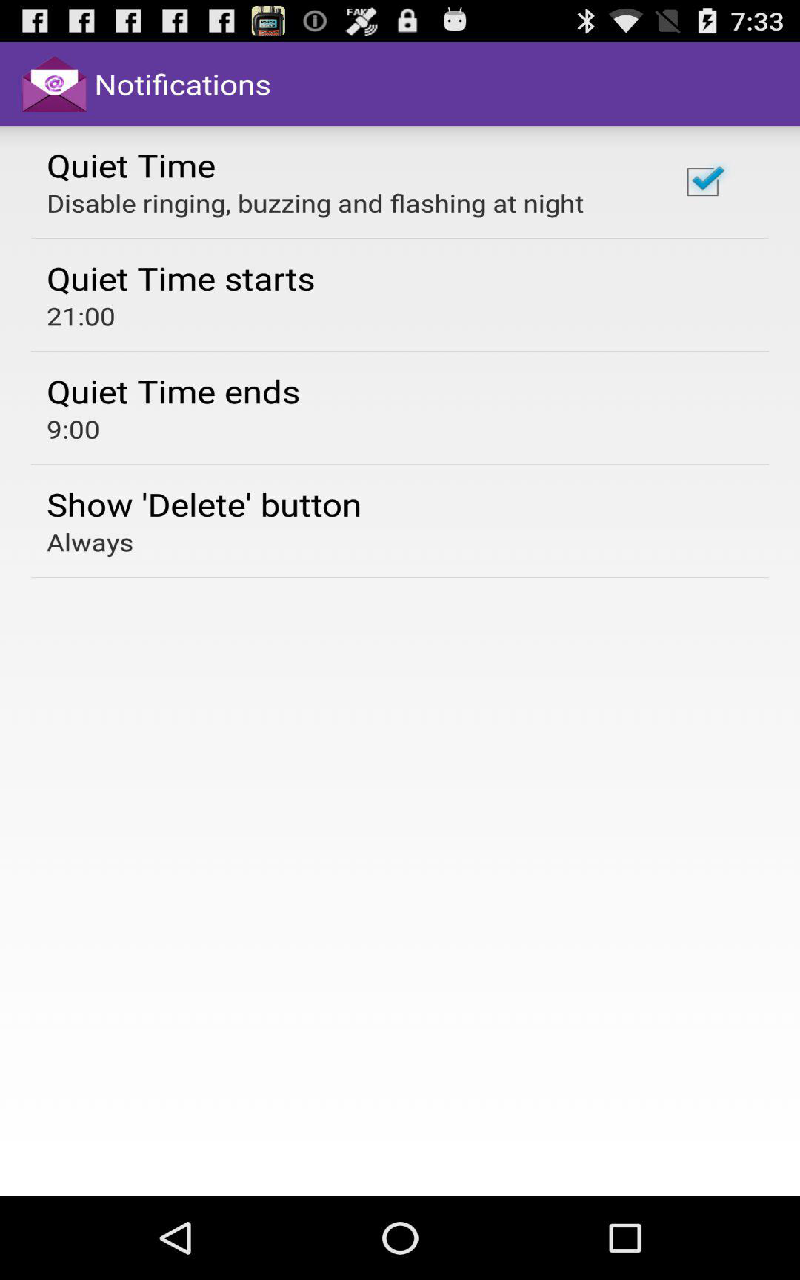 FAKE
7:33
@ Notifications
Quiet Time
Disable ringing, buzzing and flashing at night
Quiet Time starts
21:00
Quiet Time ends
9:00
Show 'Delete' button
Always